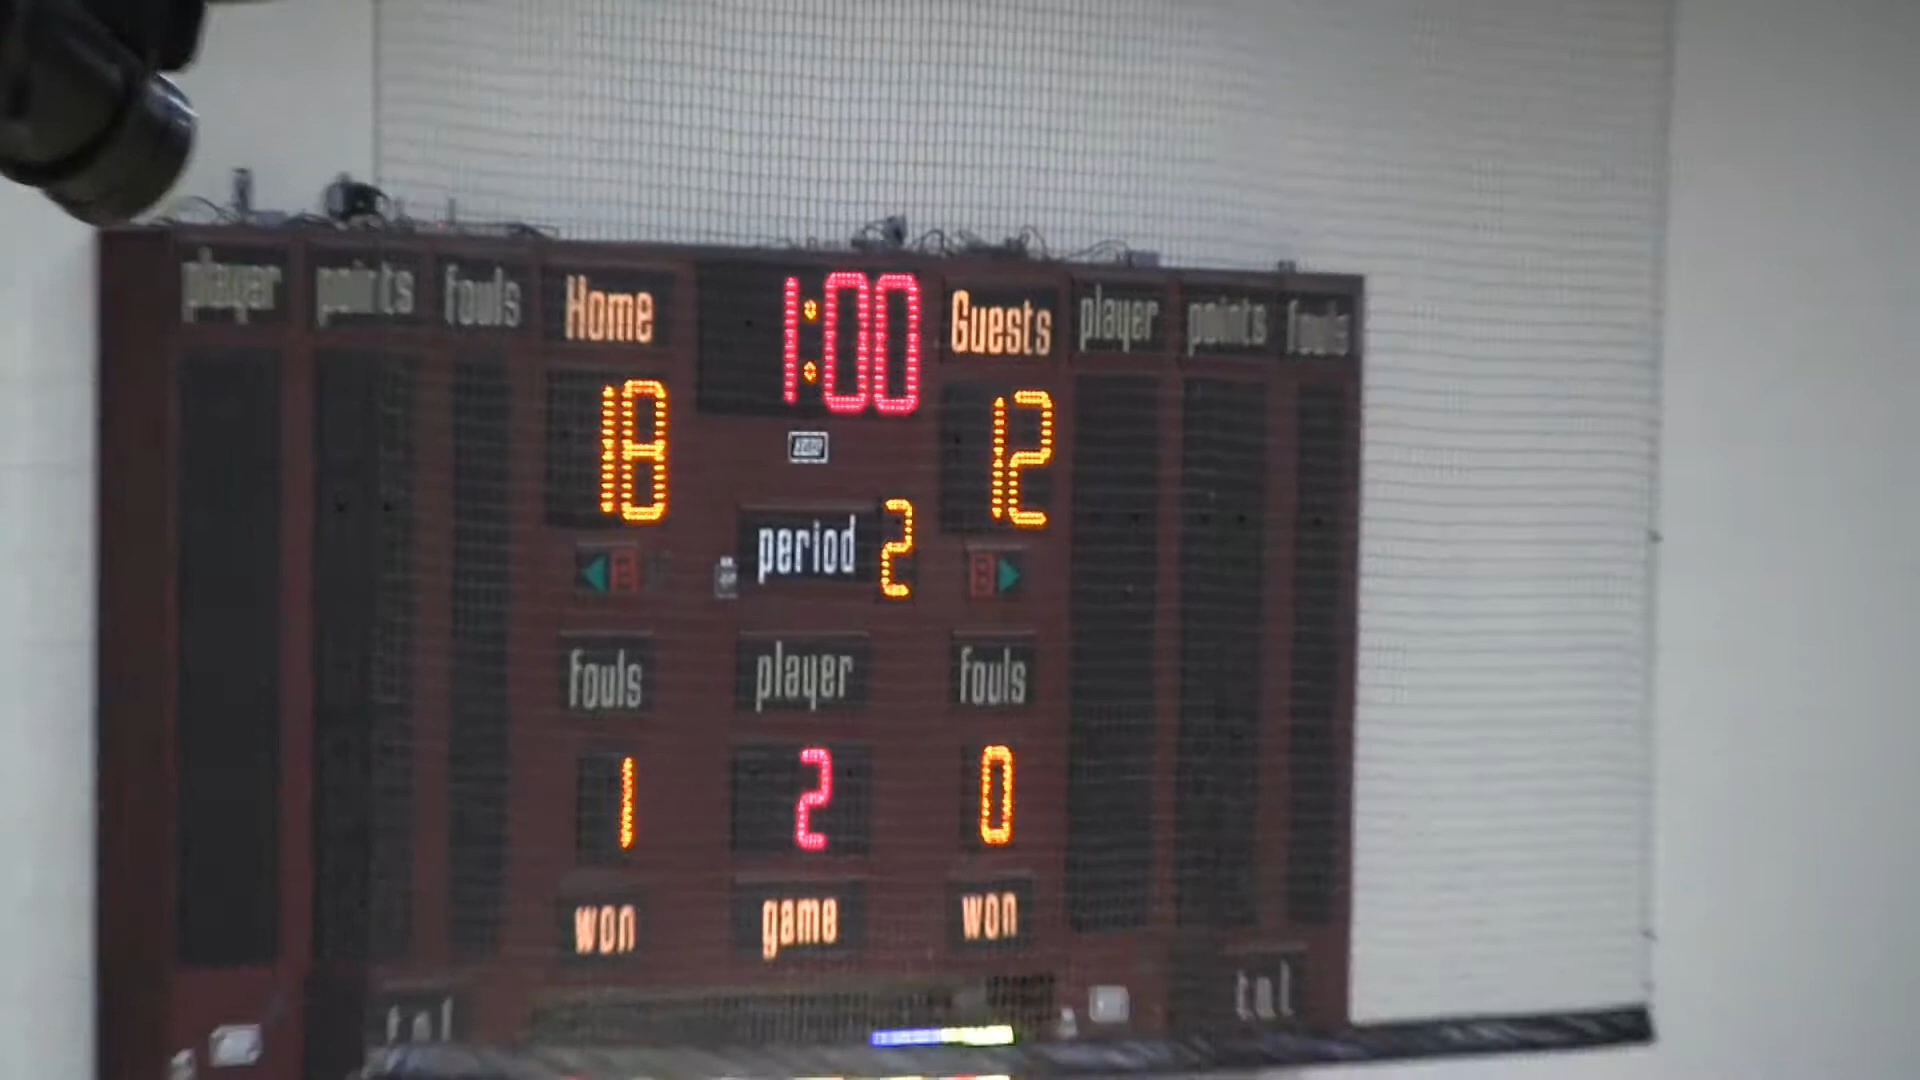 player points fouls Home 1:00 Guests player points fouls
18 12
period 2
B B
fouls player fouls
1 2 0
won game won